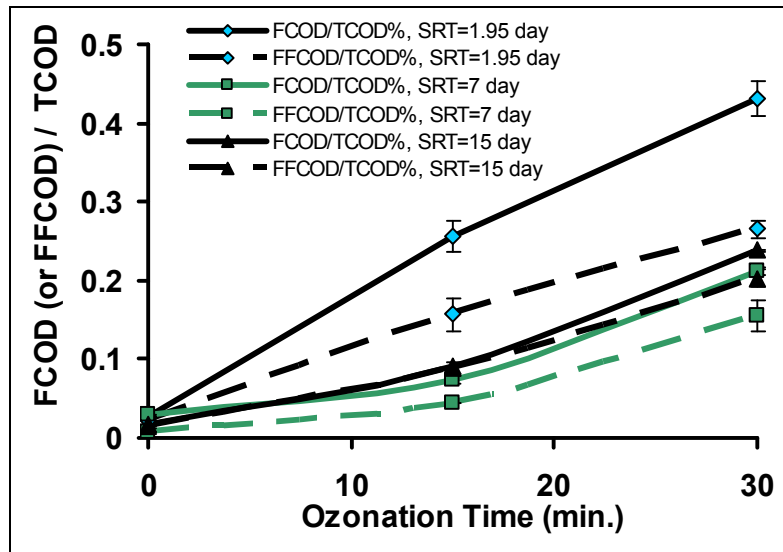 0.5
0.4
0.3
0.2
0.1
0
FCOD (or FFCOD) / TCOD
FCOD/TCOD%, SRT=1.95 day
FFCOD/TCOD%, SRT=1.95 day
FCOD/TCOD%, SRT=7 day
FFCOD/TCOD%, SRT=7 day
FCOD/TCOD%, SRT=15 day
FFCOD/TCOD%, SRT=15 day
0 10 20 30
Ozonation Time (min.)